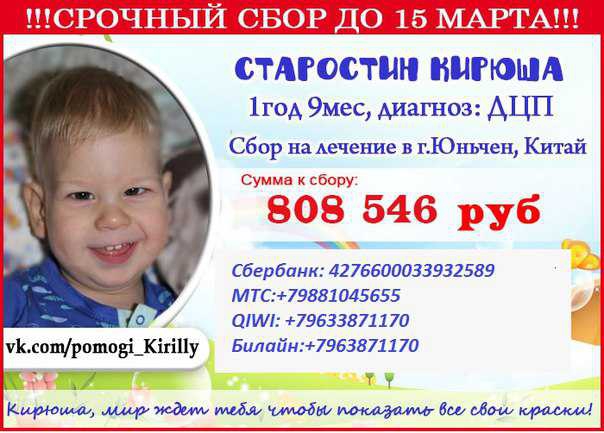 !!!СРОЧНЫЙ СБОР ДО 15 МАРТА!!!
СТАРОСТИН КИРЮША
1год 9мес, диагноз: ДЦП
Сбор на лечение в г.Юньчен, Китай
Сумма к сбору:
808 546 руб
Сбербанк: 4276600033932589
МТС:+79881045655
QIWI: +79633871170
Билайн:+7963871170
vk.com/pomogi_Kirilly
Кирюша, мир ждет тебя чтобы показать все свои краски!